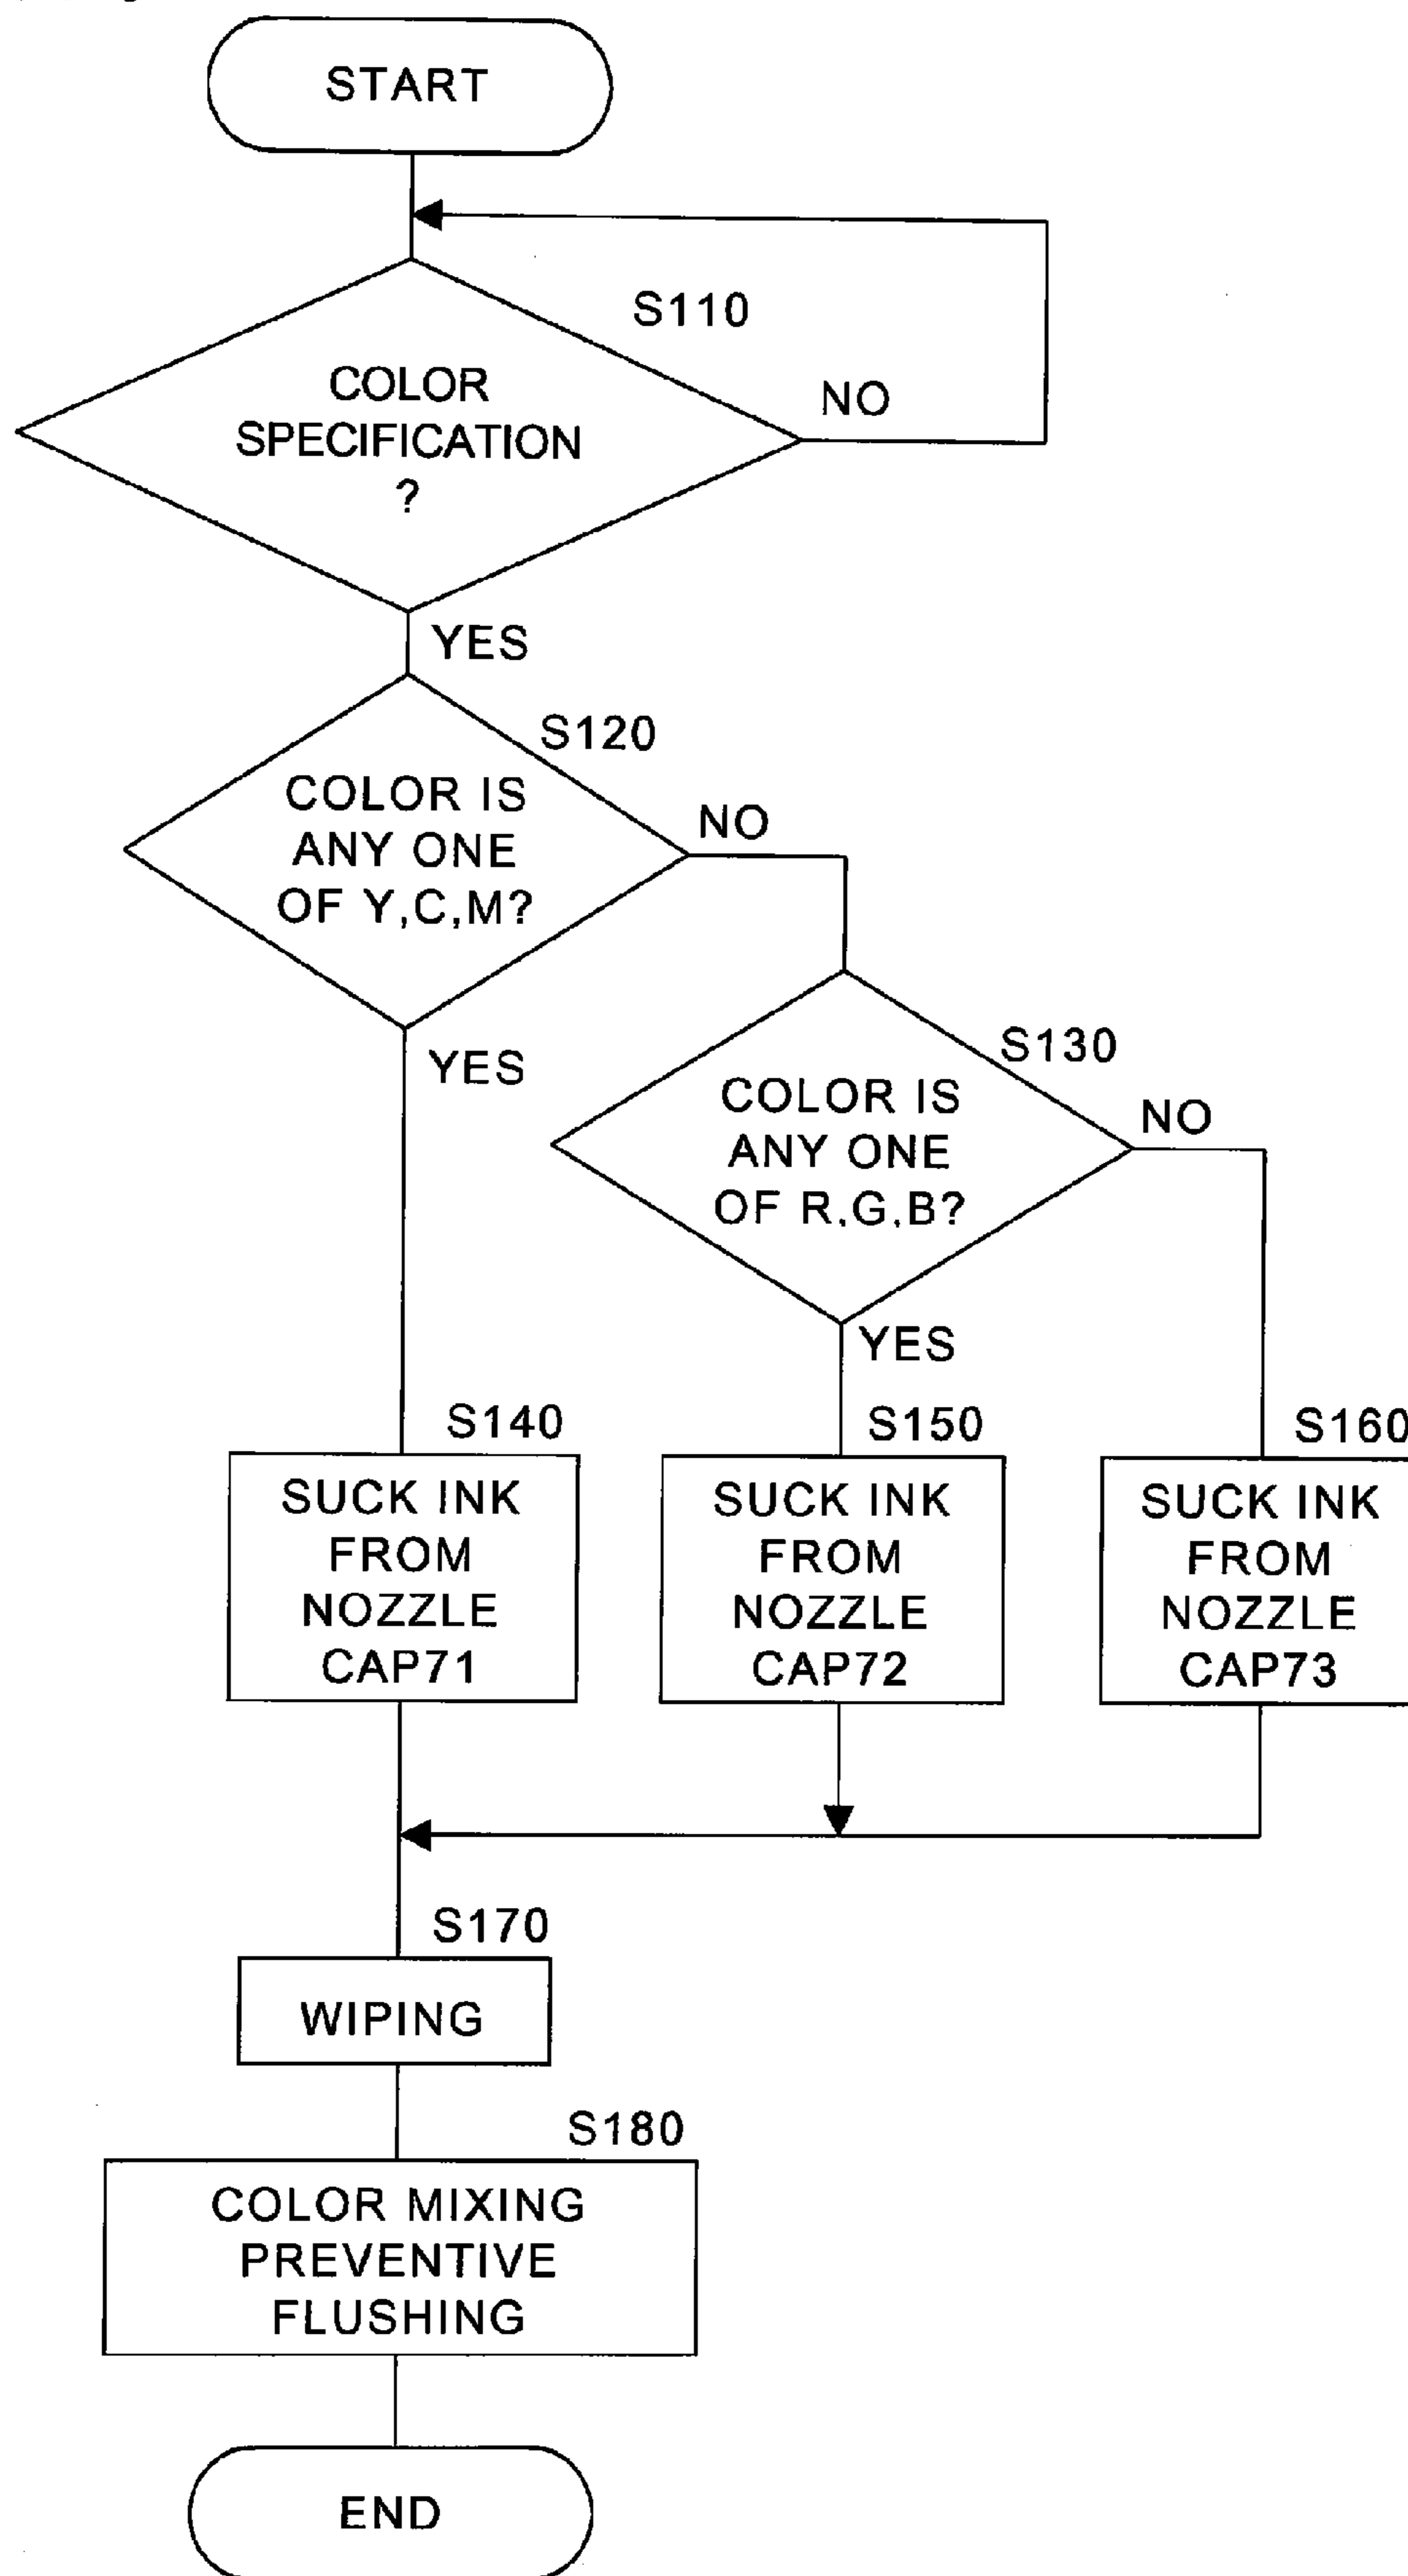 START
S110
COLOR
SPECIFICATION
?
NO
YES
S120
COLOR IS
ANY ONE
OF Y,C,M?
NO
YES
S130
COLOR IS
ANY ONE
OF R,G,B?
NO
YES
S140
SUCK INK
FROM
NOZZLE
CAP71
S150
SUCK INK
FROM
NOZZLE
CAP72
S160
SUCK INK
FROM
NOZZLE
CAP73
S170
WIPING
S180
COLOR MIXING
PREVENTIVE
FLUSHING
END